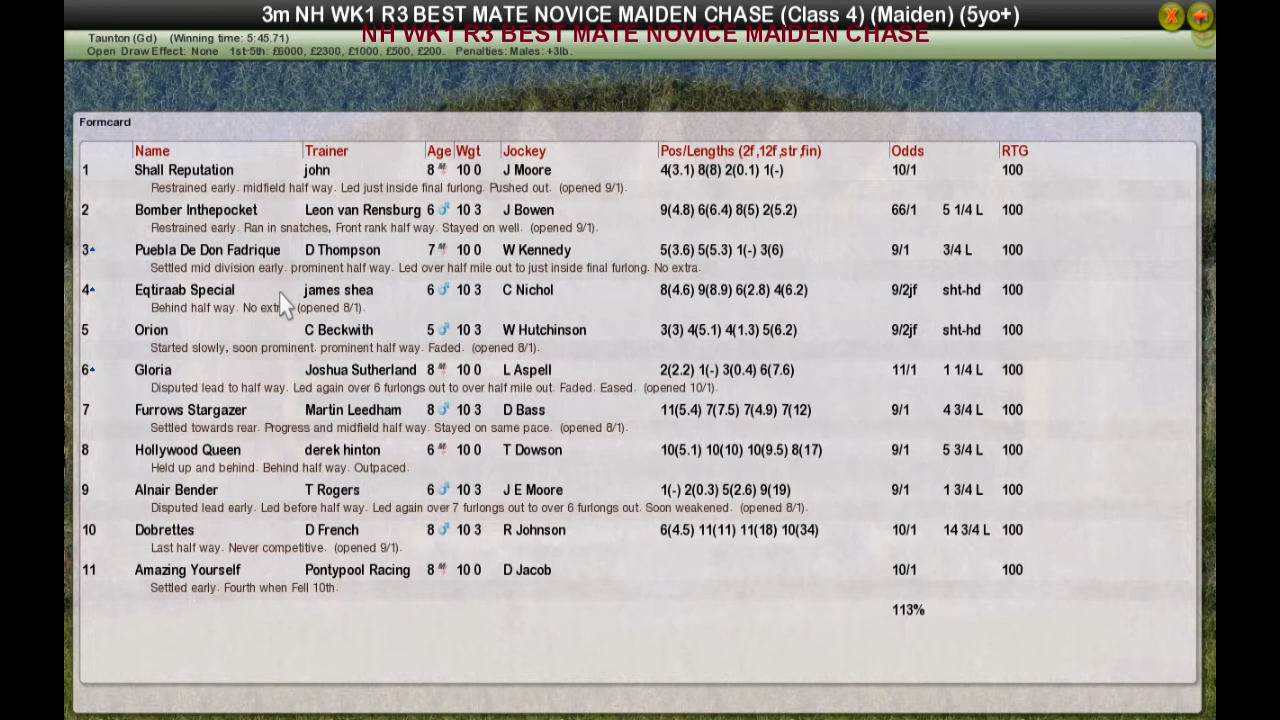 3m NH WK1 R3 BEST MATE NOVICE MAIDEN CHASE (Class 4) (Maiden) (5yo+)
NH WK1 R3 BEST MATE NOVICE MAIDEN CHASE
Taunton (Gd) (Winning time: 5:45.71)
Open Draw Effect: None 1st-5th: £6000, £2300, £1000, £500, £200. Penalties: Males: +3lb.
Formcard
Name Trainer Age Wgt Jockey Pos/Lengths (2f,12f,str,fin) Odds RTG
1 Shall Reputation john 8 10 0 J Moore 4(3.1) 8(8) 2(0.1) 1(-) 10/1 100
Restrained early. midfield half way. Led just inside final furlong. Pushed out. (opened 9/1).
2 Bomber Inthepocket Leon van Rensburg 6 ♂ 10 3 J Bowen 9(4.8) 6(6.4) 8(5) 2(5.2) 66/1 5 1/4 L 100
Restrained early. Ran in snatches, Front rank half way. Stayed on well. (opened 9/1).
3 Puebla De Don Fadrique D Thompson 7 10 0 W Kennedy 5(3.6) 5(5.3) 1(-) 3(6) 9/1 3/4 L 100
Settled mid division early. prominent half way. Led over half mile out to just inside final furlong. No extra.
4 Eqtiraab Special james shea 6 ♂ 10 3 C Nichol 8(4.6) 9(8.9) 6(2.8) 4(6.2) 9/2jf sht-hd 100
Behind half way. No extr (opened 8/1).
5 Orion C Beckwith 5 ♂ 10 3 W Hutchinson 3(3) 4(5.1) 4(1.3) 5(6.2) 9/2jf sht-hd 100
Started slowly, soon prominent. prominent half way. Faded. (opened 8/1).
6 Gloria Joshua Sutherland 8 10 0 L Aspell 2(2.2) 1(-) 3(0.4) 6(7.6) 11/1 1 1/4 L 100
Disputed lead to half way. Led again over 6 furlongs out to over half mile out. Faded. Eased. (opened 10/1).
7 Furrows Stargazer Martin Leedham 8 ♂ 10 3 D Bass 11(5.4) 7(7.5) 7(4.9) 7(12) 9/1 4 3/4 L 100
Settled towards rear. Progress and midfield half way. Stayed on same pace. (opened 8/1).
8 Hollywood Queen derek hinton 6 10 0 T Dowson 10(5.1) 10(10) 10(9.5) 8(17) 9/1 5 3/4 L 100
Held up and behind. Behind half way. Outpaced.
9 Alnair Bender T Rogers 6 ♂ 10 3 J E Moore 1(-) 2(0.3) 5(2.6) 9(19) 9/1 1 3/4 L 100
Disputed lead early. Led before half way. Led again over 7 furlongs out to over 6 furlongs out. Soon weakened. (opened 8/1).
10 Dobrettes D French 8 ♂ 10 3 R Johnson 6(4.5) 11(11) 11(18) 10(34) 10/1 14 3/4 L 100
Last half way. Never competitive. (opened 9/1).
11 Amazing Yourself Pontypool Racing 8 10 0 D Jacob 10/1 100
Settled early. Fourth when Fell 10th.
113%